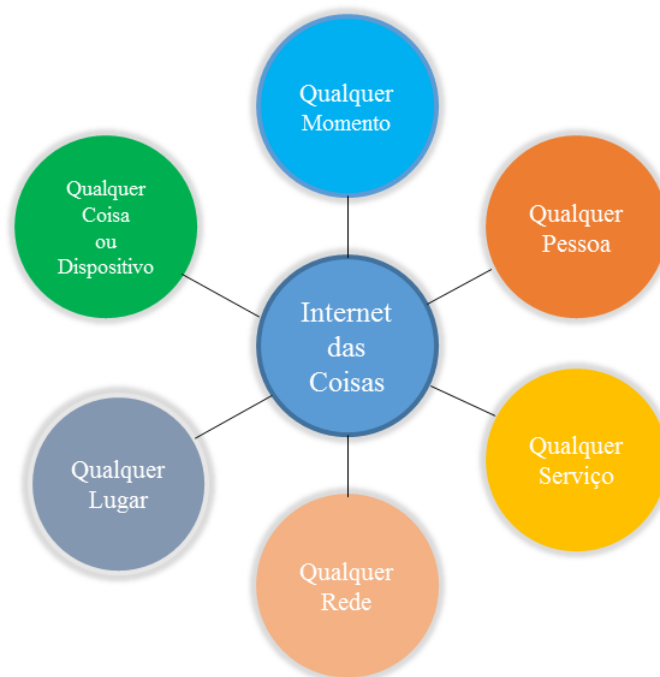 Qualquer
Momento
Qualquer
Coisa
ou
Dispositivo
Qualquer
Pessoa
Internet
das
Coisas
Qualquer
Lugar
Qualquer
Serviço
Qualquer
Rede